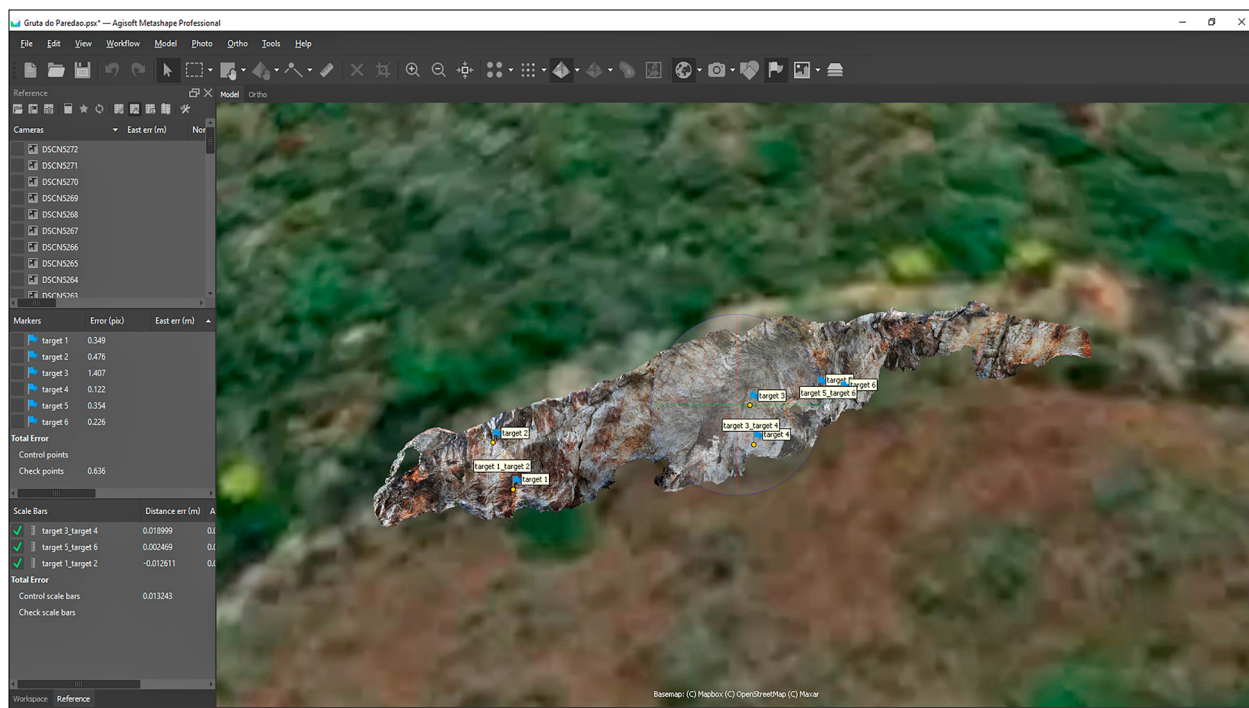 Gruta do Paredao.psx* — Agisoft Metashape Professional
File Edit View Workflow Model Photo Ortho Tools Help
Reference
Model Ortho
Cameras East err (m)
DSCN5272
DSCN5271
DSCN5270
DSCN5269
DSCN5268
DSCN5267
DSCN5266
DSCN5265
DSCN5264
DSCN5263
Markers Error (pix) East err (m)
target 1 0.349
target 2 0.476
target 3 1.407
target 4 0.122
target 5 0.354
target 6 0.226
Total Error
Control points
Check points 0.636
Scale Bars Distance err (m) A
target 3_target 4 0.018999
target 5_target 6 0.002469
target 1_target 2 -0.012611
Total Error
Control scale bars 0.013243
Check scale bars
Workspace Reference
target 6
target 5_target 6
target 3
target 3_target 4
target 4
target 2
target 1_target 2
target 1
Basemap: (C) Mapbox (C) OpenStreetMap (C) Maxar